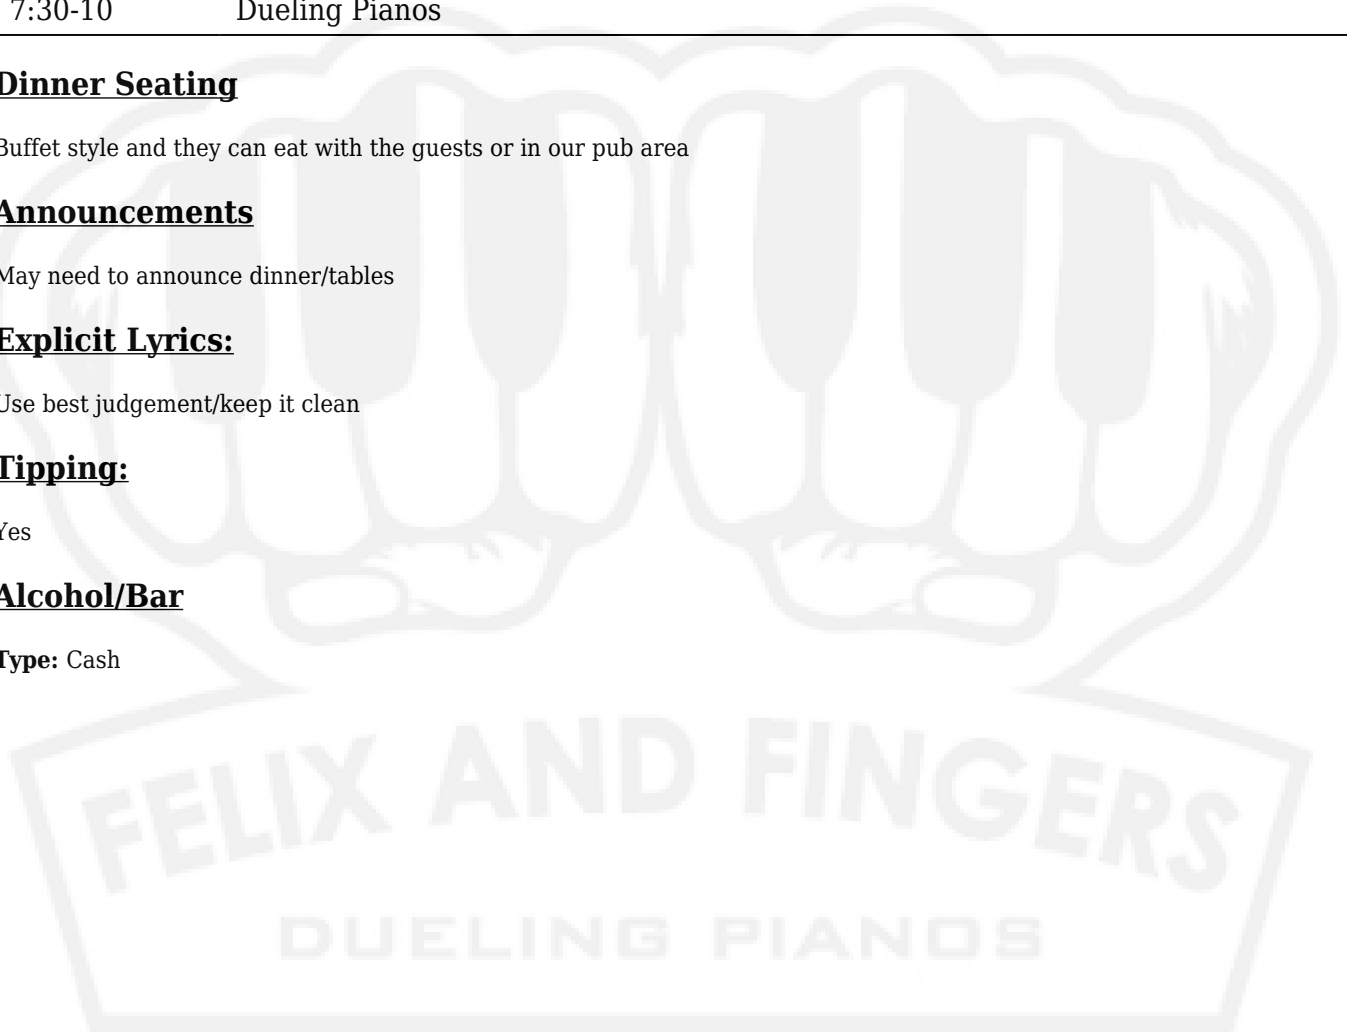 7:30-10 Dueling Pianos
Dinner Seating
Buffet style and they can eat with the guests or in our pub area
Announcements
May need to announce dinner/tables
Explicit Lyrics:
Use best judgement/keep it clean
Tipping:
Yes
Alcohol/Bar
Type: Cash
FELIX AND FINGERS
DUELING PIANOS